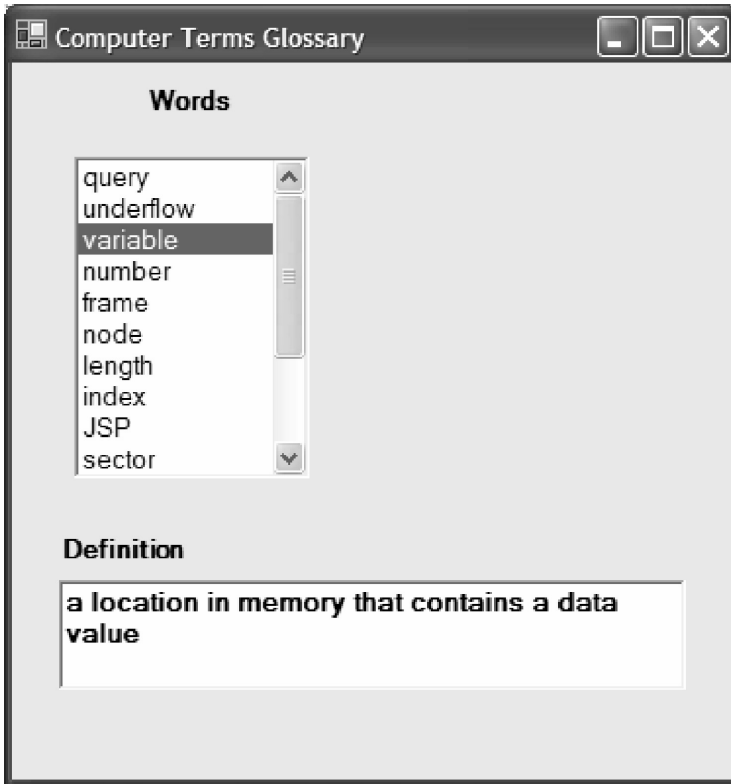 Computer Terms Glossary
Words
query
underflow
variable
number
frame
node
length
index
JSP
sector
Definition
a location in memory that contains a data
value